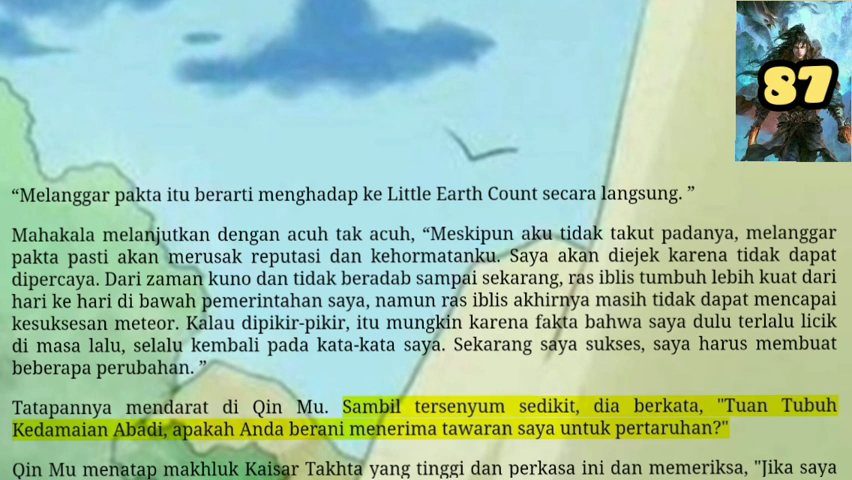 87
“Melanggar pakta itu berarti menghadap ke Little Earth Count secara langsung. ”
Mahakala melanjutkan dengan acuh tak acuh, “Meskipun aku tidak takut padanya, melanggar
pakta pasti akan merusak reputasi dan kehormatanku. Saya akan diejek karena tidak dapat
dipercaya. Dari zaman kuno dan tidak beradab sampai sekarang, ras iblis tumbuh lebih kuat dari
hari ke hari di bawah pemerintahan saya, namun ras iblis akhirnya masih tidak dapat mencapai
kesuksesan meteor. Kalau dipikir-pikir, itu mungkin karena fakta bahwa saya dulu terlalu licik
di masa lalu, selalu kembali pada kata-kata saya. Sekarang saya sukses, saya harus membuat
beberapa perubahan. ”
Tatapannya mendarat di Qin Mu. Sambil tersenyum sedikit, dia berkata, "Tuan Tubuh
Kedamaian Abadi, apakah Anda berani menerima tawaran saya untuk pertaruhan?"
Qin Mu menatap makhluk Kaisar Takhta yang tinggi dan perkasa ini dan memeriksa, "Jika saya